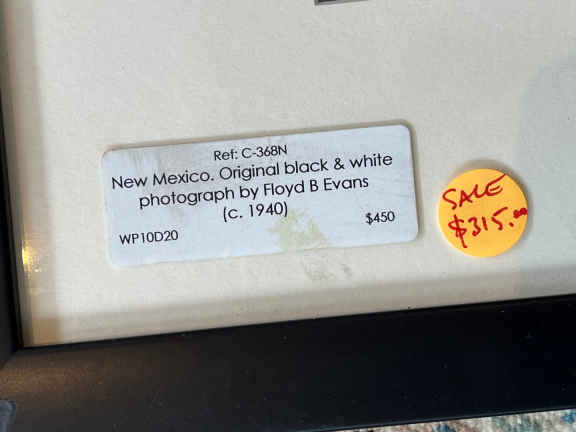 Ref: C-368N
New Mexico. Original black & white
photograph by Floyd B Evans
(c. 1940)
WP10D20
$450
SALE
$315.00